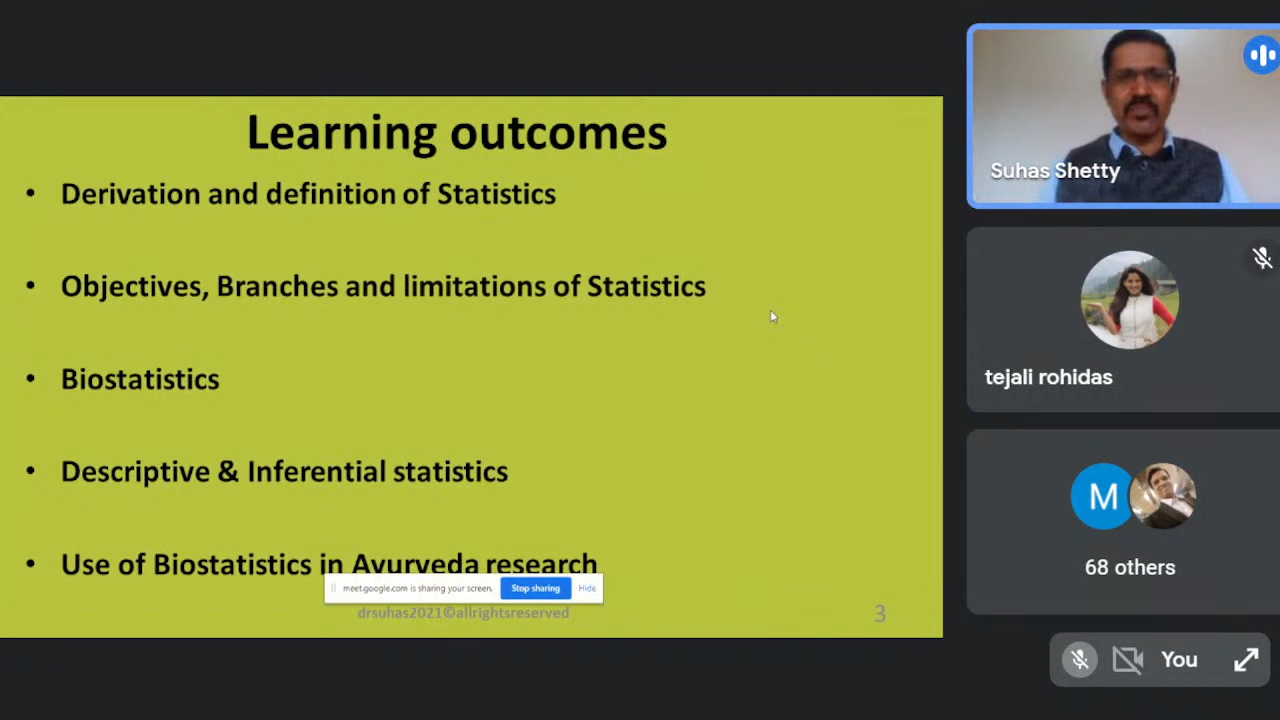 Learning outcomes
• Derivation and definition of Statistics
• Objectives, Branches and limitations of Statistics
• Biostatistics
• Descriptive & Inferential statistics
• Use of Biostatistics in Ayurveda research
meet.google.com is sharing your screen. Stop sharing Hide
drsuhas2021©allrightsreserved 3
Suhas Shetty
tejali rohidas
M
68 others
You